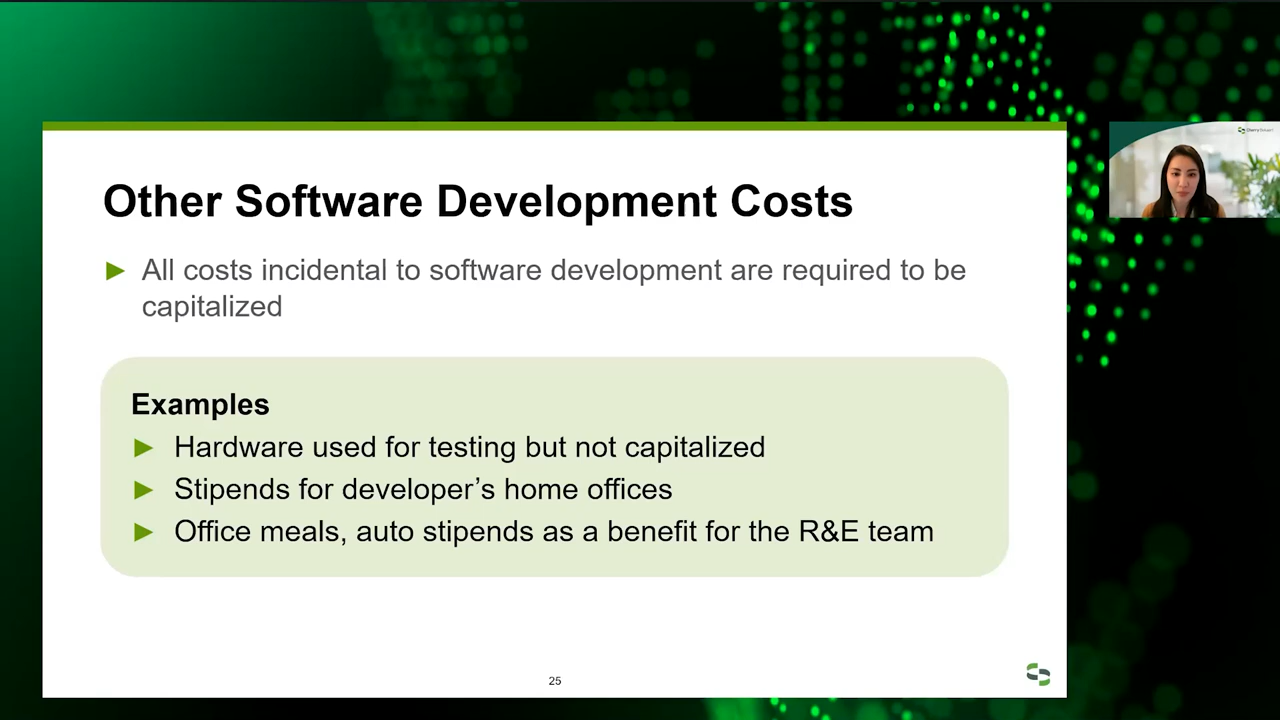 Other Software Development Costs
► All costs incidental to software development are required to be
capitalized
Examples
► Hardware used for testing but not capitalized
► Stipends for developer’s home offices
► Office meals, auto stipends as a benefit for the R&E team
25